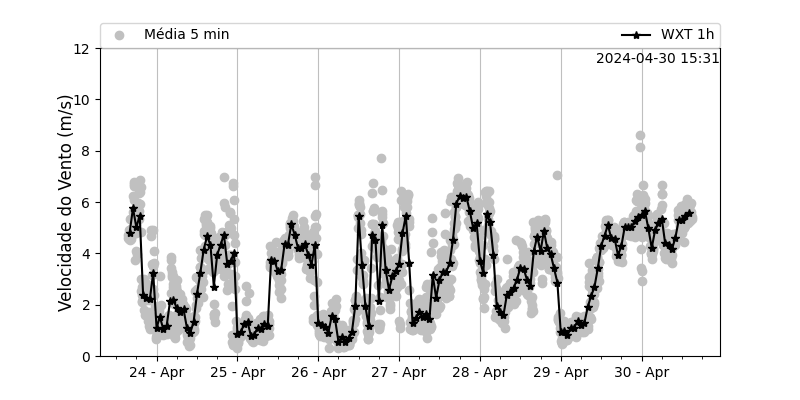 Média 5 min
WXT 1h
2024-04-30 15:31
Velocidade do Vento (m/s)
12
10
8
6
4
2
0
24 - Apr
25 - Apr
26 - Apr
27 - Apr
28 - Apr
29 - Apr
30 - Apr